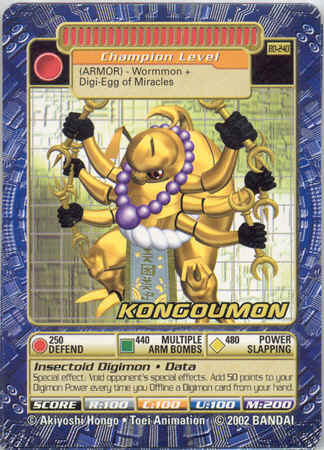 Champion Level
BO-240
(ARMOR) - Wormmon +
Digi-Egg of Miracles
KONGOUMON
250 DEFEND
440 MULTIPLE ARM BOMBS
480 POWER SLAPPING
Insectoid Digimon • Data
Special effect: Void opponent's special effects. Add 50 points to your
Digimon Power every time you Offline a Digimon card from your hand.
SCORE R:100 C:100 U:100 M:200
© Akiyoshi Hongo • Toei Animation • © 2002 BANDAI